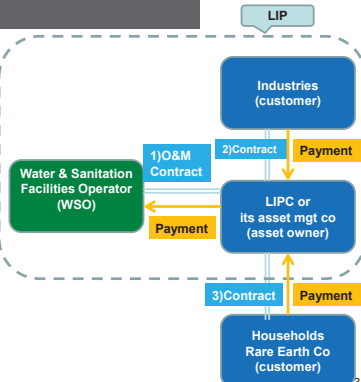 LIP
Industries
(customer)
1)O&M
Contract
2)Contract
Payment
Water & Sanitation
Facilities Operator
(WSO)
LIPC or
its asset mgt co
(asset owner)
Payment
3)Contract
Payment
Households
Rare Earth Co
(customer)
3